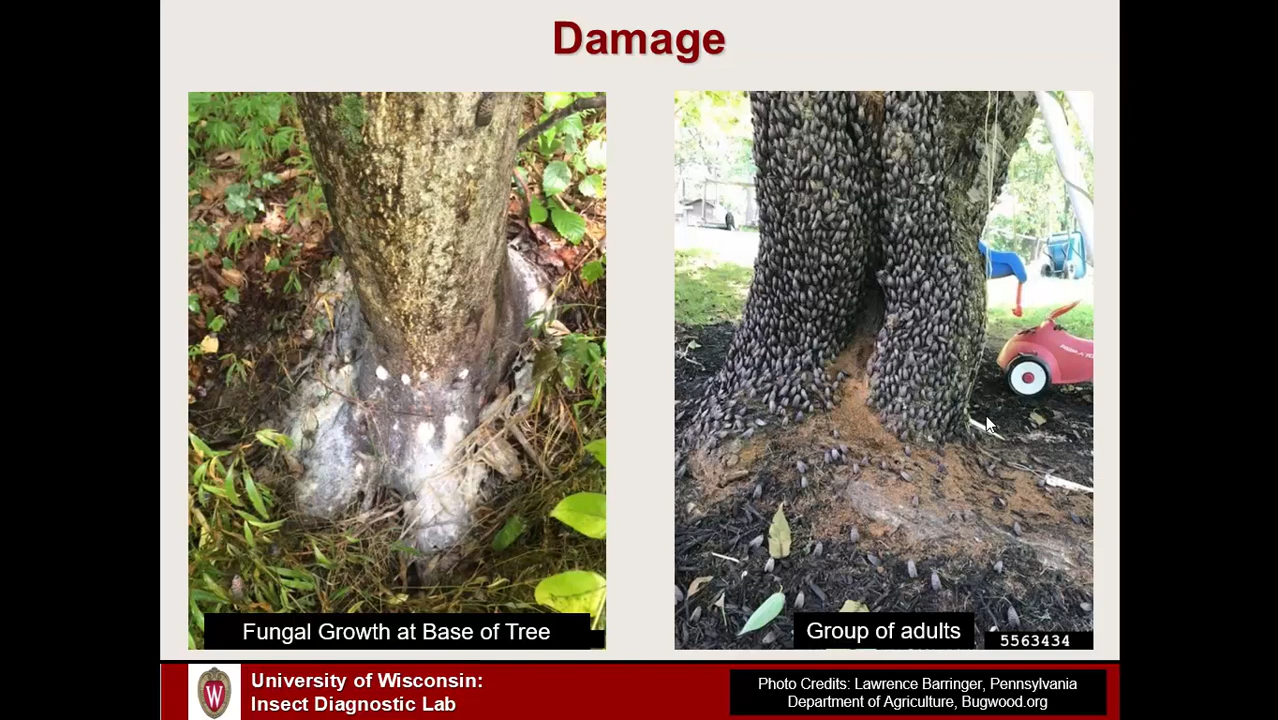 Damage
Fungal Growth at Base of Tree
Group of adults
5563434
University of Wisconsin:
Insect Diagnostic Lab
W
Photo Credits: Lawrence Barringer, Pennsylvania
Department of Agriculture, Bugwood.org